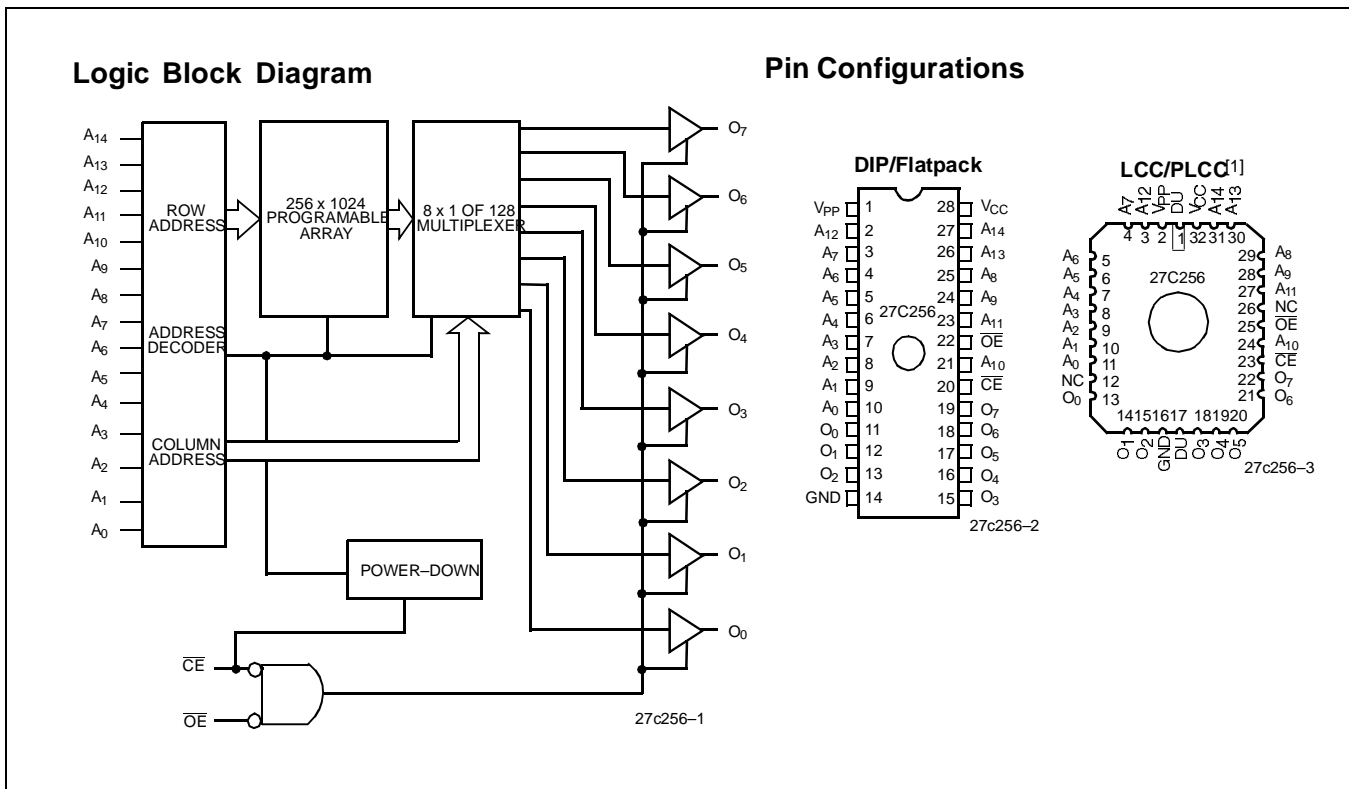 Logic Block Diagram
A14
A13
A12
A11
A10
A9
A8
A7
A6
A5
A4
A3
A2
A1
A0
ROW
ADDRESS
ADDRESS
DECODER
COLUMN
ADDRESS
256 x 1024
PROGRAMABLE
ARRAY
8 x 1 OF 128
MULTIPLEXER
POWER–DOWN
CE
OE
O7
O6
O5
O4
O3
O2
O1
O0
27c256–1
Pin Configurations
DIP/Flatpack
VPP 1 28 VCC
A12 2 27 A14
A7 3 26 A13
A6 4 25 A8
A5 5 24 A9
A4 6 27C256 23 A11
A3 7 22 OE
A2 8 21 A10
A1 9 20 CE
A0 10 19 O7
O0 11 18 O6
O1 12 17 O5
O2 13 16 O4
GND 14 15 O3
27c256–2
LCC/PLCC[1]
A7 A12 VPP DU VCC A14 A13
4 3 2 1 32 31 30
A6 5 29 A8
A5 6 28 A9
A4 7 27C256 27 A11
A3 8 26 NC
A2 9 25 OE
A1 10 24 A10
A0 11 23 CE
NC 12 22 O7
O0 13 21 O6
14 15 16 17 18 19 20
O1 O2 GND DU O3 O4 O5
27c256–3